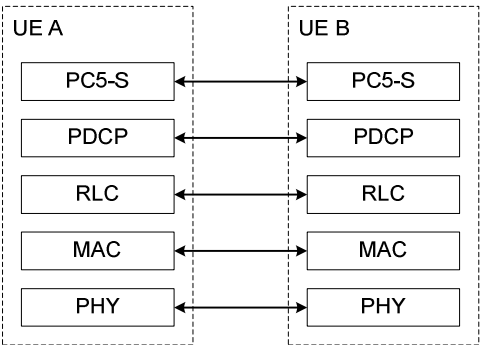 UE A
UE B
PC5-S
PC5-S
PDCP
PDCP
RLC
RLC
MAC
MAC
PHY
PHY